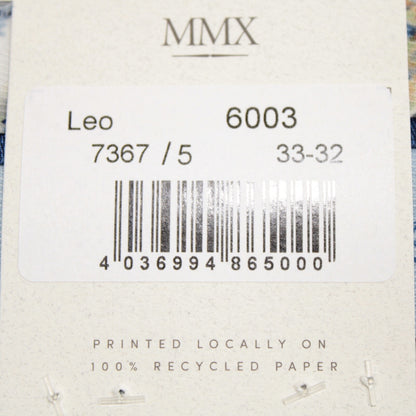 MMX
Leo 6003
7367 / 5 33-32
4 036994 865000
PRINTED LOCALLY ON
100% RECYCLED PAPER